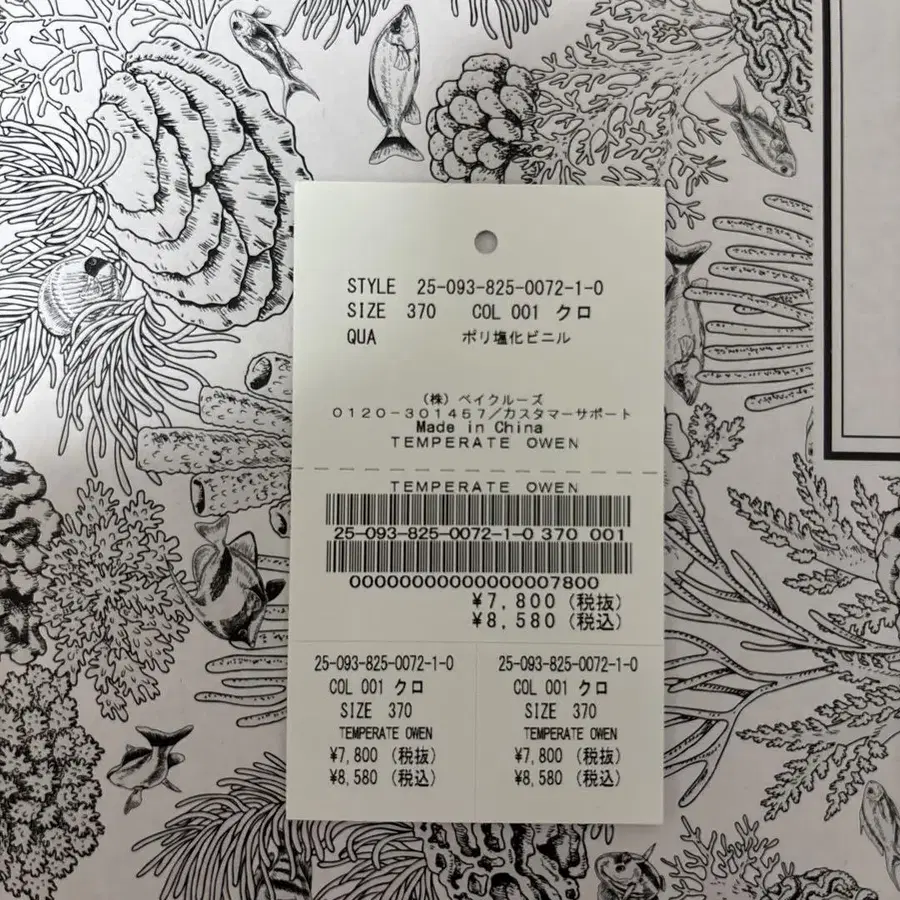 STYLE 25-093-825-0072-1-0
SIZE 370 COL 001 クロ
QUA ポリ塩化ビニル
（株）ベイクルーズ
0120-301457/カスタマーサポート
Made in China
TEMPERATE OWEN
TEMPERATE OWEN
25-093-825-0072-1-0 370 001
00000000000000007800
¥7,800（税抜）
¥8,580（税込）
25-093-825-0072-1-0
COL 001 クロ
SIZE 370
TEMPERATE OWEN
¥7,800（税抜）
¥8,580（税込）
25-093-825-0072-1-0
COL 001 クロ
SIZE 370
TEMPERATE OWEN
¥7,800（税抜）
¥8,580（税込）